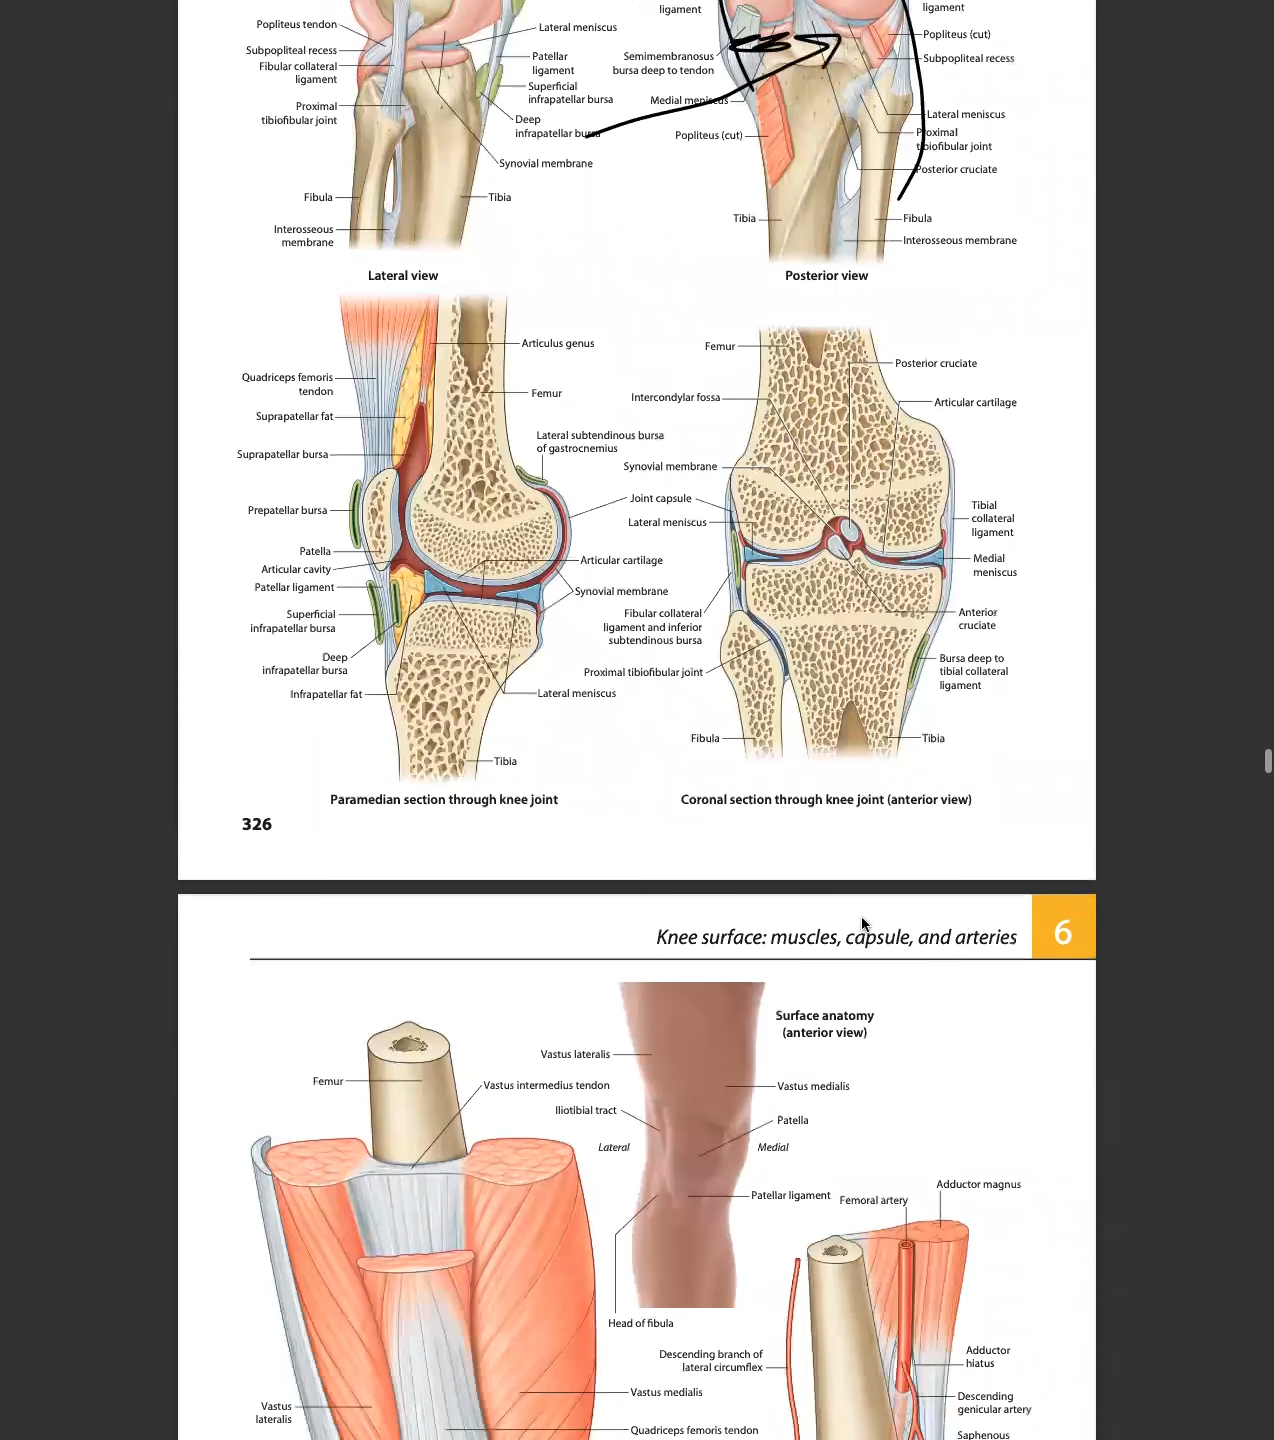 ligament
ligament
Popliteus tendon
Subpopliteal recess
Fibular collateral
ligament
Proximal
tibiofibular joint
Fibula
Interosseous
membrane
Lateral meniscus
Patellar
ligament
Superficial
infrapatellar bursa
Deep
infrapatellar bursa
Synovial membrane
Tibia
Lateral view
Semimembranosus
bursa deep to tendon
Medial meniscus
Popliteus (cut)
Tibia
Popliteus (cut)
Subpopliteal recess
Lateral meniscus
Proximal
tibiofibular joint
Posterior cruciate
Fibula
Interosseous membrane
Posterior view
Quadriceps femoris
tendon
Suprapatellar fat
Suprapatellar bursa
Prepatellar bursa
Patella
Articular cavity
Patellar ligament
Superficial
infrapatellar bursa
Deep
infrapatellar bursa
Infrapatellar fat
Articulus genus
Femur
Lateral subtendinous bursa
of gastrocnemius
Joint capsule
Articular cartilage
Synovial membrane
Lateral meniscus
Tibia
Paramedian section through knee joint
Femur
Intercondylar fossa
Synovial membrane
Lateral meniscus
Fibular collateral
ligament and inferior
subtendinous bursa
Proximal tibiofibular joint
Fibula
Posterior cruciate
Articular cartilage
Tibial
collateral
ligament
Medial
meniscus
Anterior
cruciate
Bursa deep to
tibial collateral
ligament
Tibia
Coronal section through knee joint (anterior view)
326
Knee surface: muscles, capsule, and arteries
6
Surface anatomy
(anterior view)
Femur
Vastus intermedius tendon
Vastus lateralis
Iliotibial tract
Lateral
Vastus medialis
Patella
Medial
Patellar ligament
Head of fibula
Femoral artery
Adductor magnus
Descending branch of
lateral circumflex
Adductor
hiatus
Descending
genicular artery
Saphenous
Vastus
lateralis
Vastus medialis
Quadriceps femoris tendon